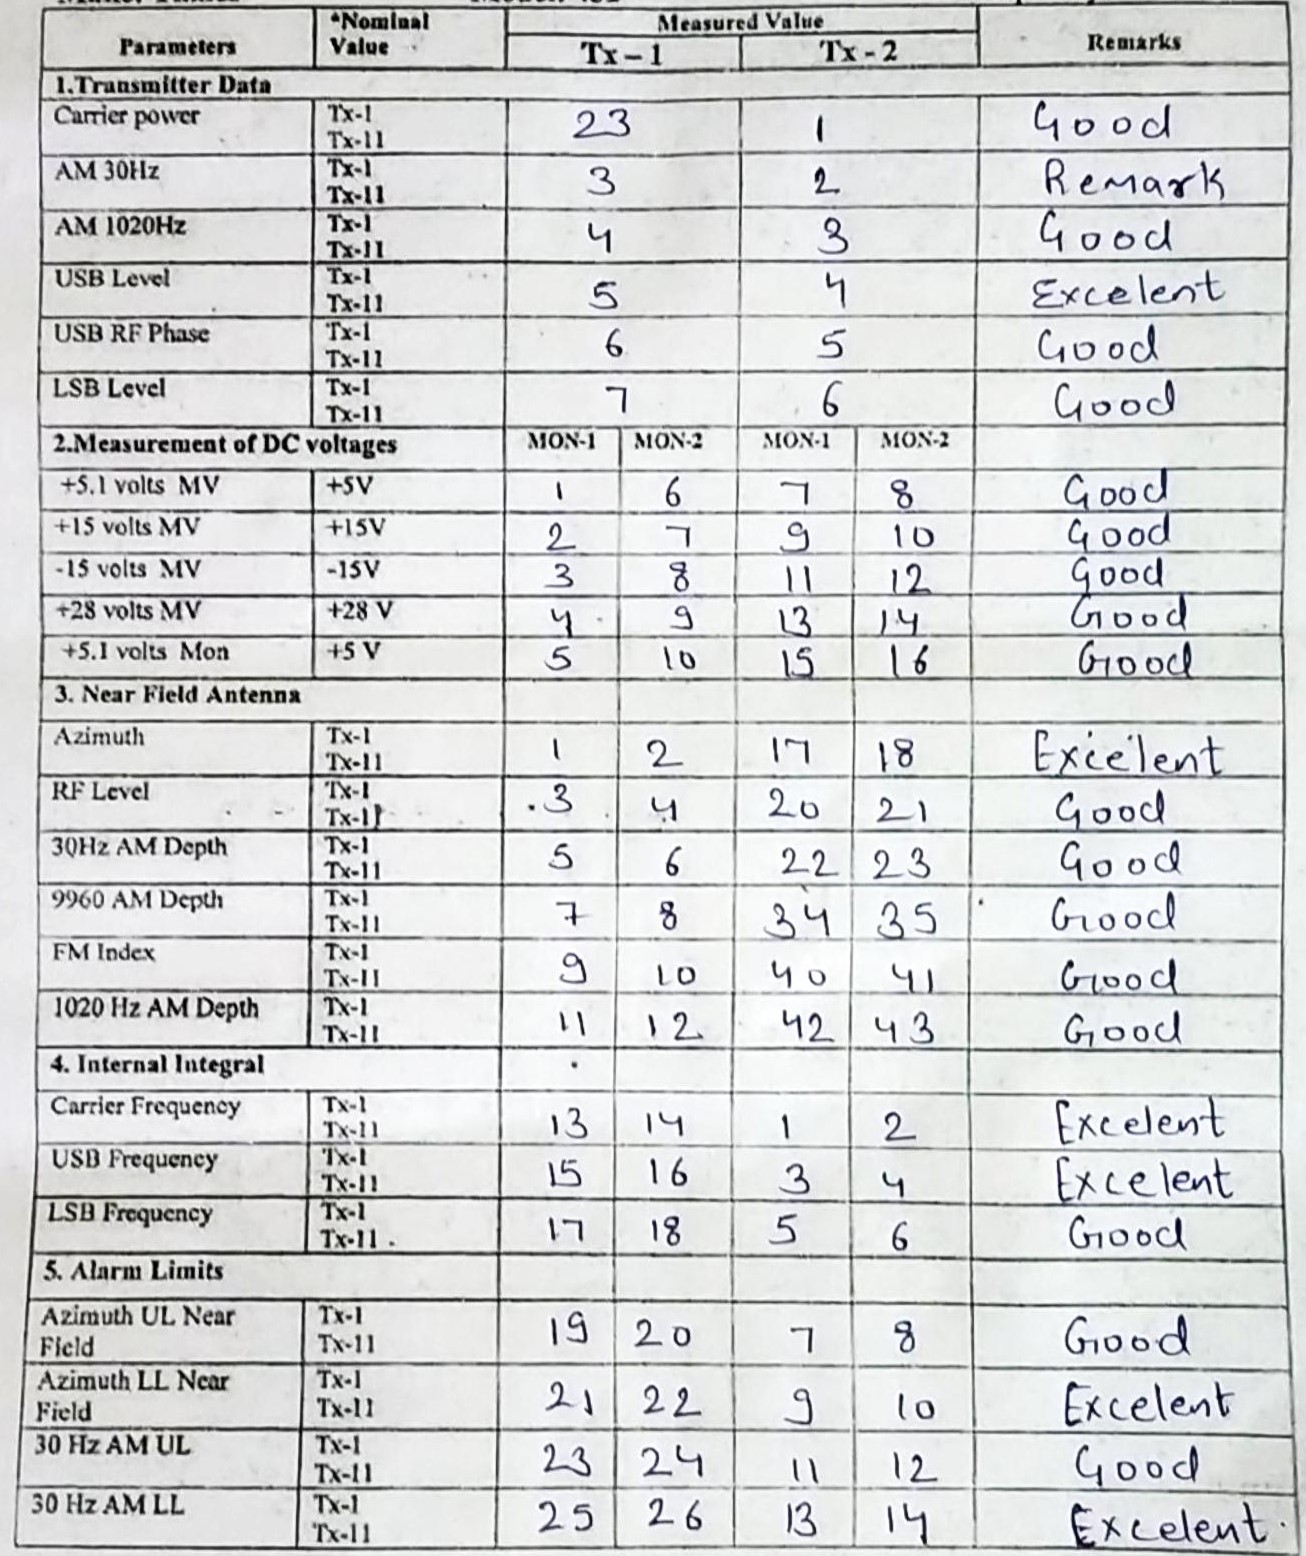 *Nominal Measured Value
Parameters Value Tx – 1 Tx - 2 Remarks
1.Transmitter Data
Carrier power Tx-1 23 1 Good
Tx-11
AM 30Hz Tx-1 3 2 Remark
Tx-11
AM 1020Hz Tx-1 4 3 Good
Tx-11
USB Level Tx-1 5 4 Excelent
Tx-11
USB RF Phase Tx-1 6 5 Good
Tx-11
LSB Level Tx-1 7 6 Good
Tx-11
2.Measurement of DC voltages MON-1 MON-2 MON-1 MON-2
+5.1 volts MV +5V 1 6 7 8 Good
+15 volts MV +15V 2 7 9 10 Good
-15 volts MV -15V 3 8 11 12 Good
+28 volts MV +28 V 4 9 13 14 Good
+5.1 volts Mon +5 V 5 10 15 16 Good
3. Near Field Antenna
Azimuth Tx-1 1 2 17 18 Excelent
Tx-11
RF Level Tx-1 3 4 20 21 Good
Tx-11
30Hz AM Depth Tx-1 5 6 22 23 Good
Tx-11
9960 AM Depth Tx-1 7 8 34 35 Good
Tx-11
FM Index Tx-1 9 10 40 41 Good
Tx-11
1020 Hz AM Depth Tx-1 11 12 42 43 Good
Tx-11
4. Internal Integral
Carrier Frequency Tx-1 13 14 1 2 Excelent
Tx-11
USB Frequency Tx-1 15 16 3 4 Excelent
Tx-11
LSB Frequency Tx-1 17 18 5 6 Good
Tx-11
5. Alarm Limits
Azimuth UL Near Tx-1 19 20 7 8 Good
Field Tx-11
Azimuth LL Near Tx-1 21 22 9 10 Excelent
Field Tx-11
30 Hz AM UL Tx-1 23 24 11 12 Good
Tx-11
30 Hz AM LL Tx-1 25 26 13 14 Excelent
Tx-11